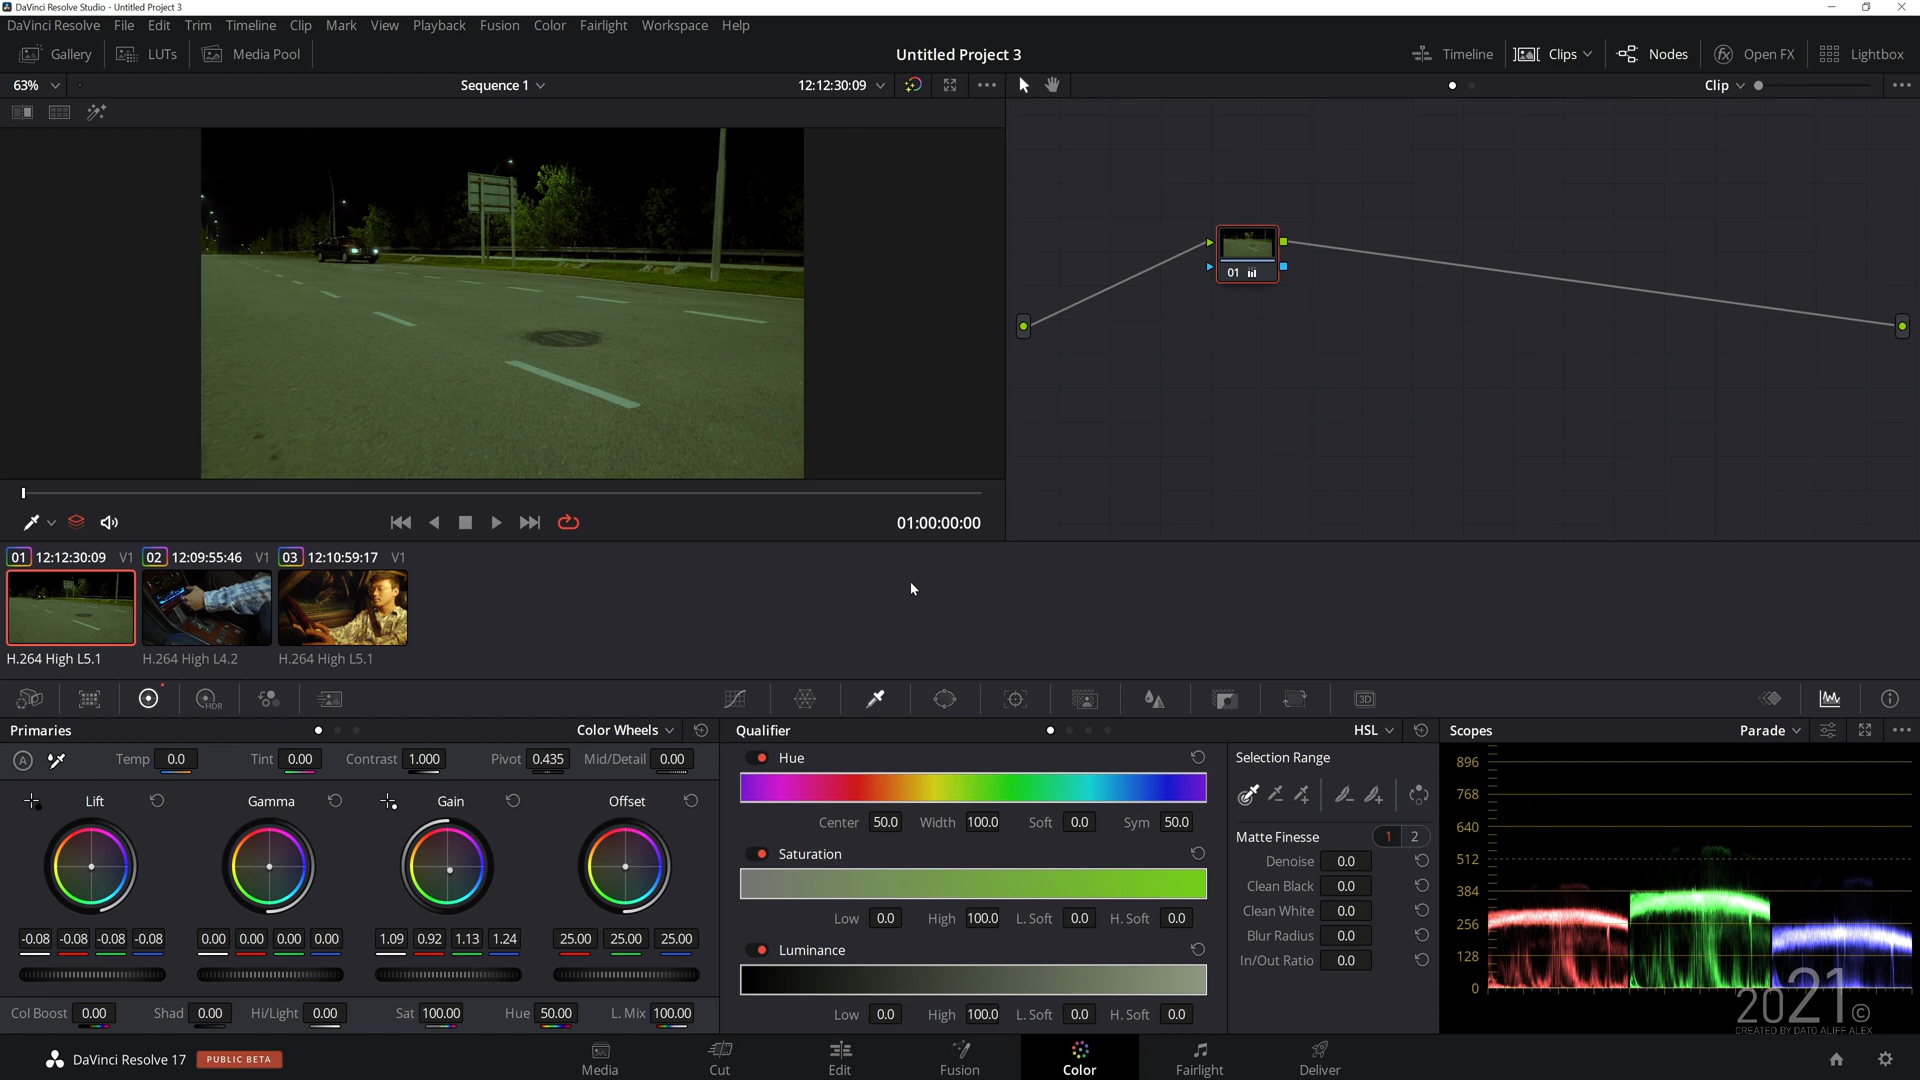 DaVinci Resolve Studio - Untitled Project 3
DaVinci Resolve File Edit Trim Timeline Clip Mark View Playback Fusion Color Fairlight Workspace Help
Gallery LUTs Media Pool Untitled Project 3 Timeline Clips Nodes Open FX Lightbox
63% Sequence 1 12:12:30:09 Clip
01
01:00:00:00
01 12:12:30:09 V1 02 12:09:55:46 V1 03 12:10:59:17 V1
H.264 High L5.1 H.264 High L4.2 H.264 High L5.1
HDR 3D
Primaries Color Wheels Qualifier HSL Scopes Parade
A Temp 0.0 Tint 0.00 Contrast 1.000 Pivot 0.435 Mid/Detail 0.00
Lift Gamma Gain Offset
-0.08 -0.08 -0.08 -0.08 0.00 0.00 0.00 0.00 1.09 0.92 1.13 1.24 25.00 25.00 25.00
Col Boost 0.00 Shad 0.00 Hi/Light 0.00 Sat 100.00 Hue 50.00 L. Mix 100.00
Hue
Center 50.0 Width 100.0 Soft 0.0 Sym 50.0
Saturation
Low 0.0 High 100.0 L. Soft 0.0 H. Soft 0.0
Luminance
Low 0.0 High 100.0 L. Soft 0.0 H. Soft 0.0
Selection Range
Matte Finesse 1 2
Denoise 0.0
Clean Black 0.0
Clean White 0.0
Blur Radius 0.0
In/Out Ratio 0.0
896
768
640
512
384
256
128
0
2021©
CREATED BY DATO ALIFF ALEX
DaVinci Resolve 17 PUBLIC BETA Media Cut Edit Fusion Color Fairlight Deliver